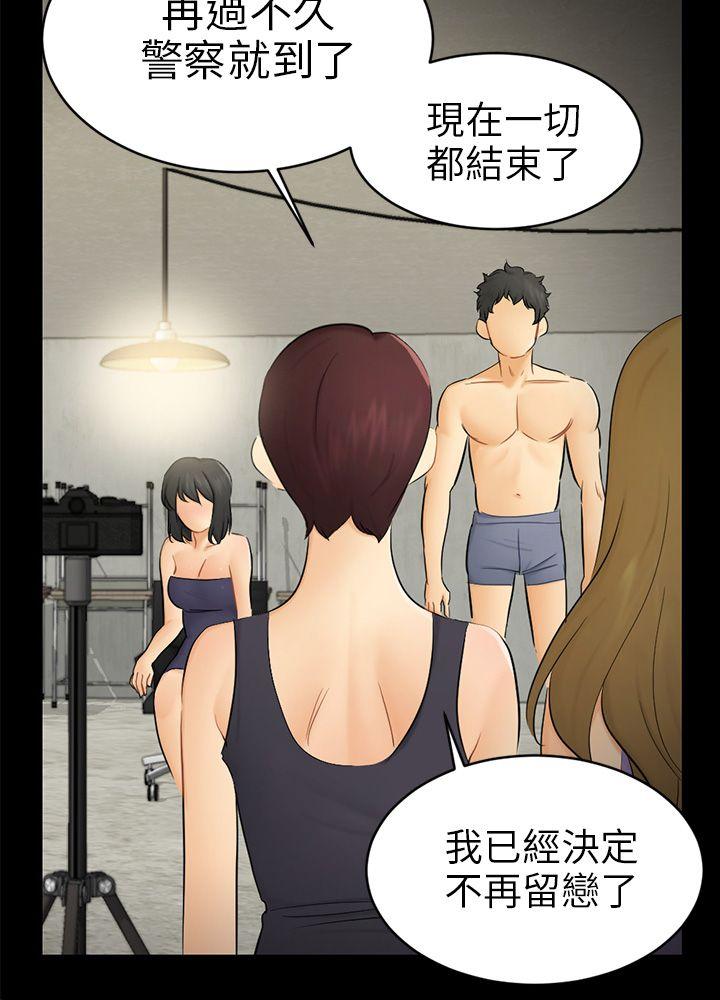 再過不久
警察就到了
現在一切
都結束了
我已經決定
不再留戀了